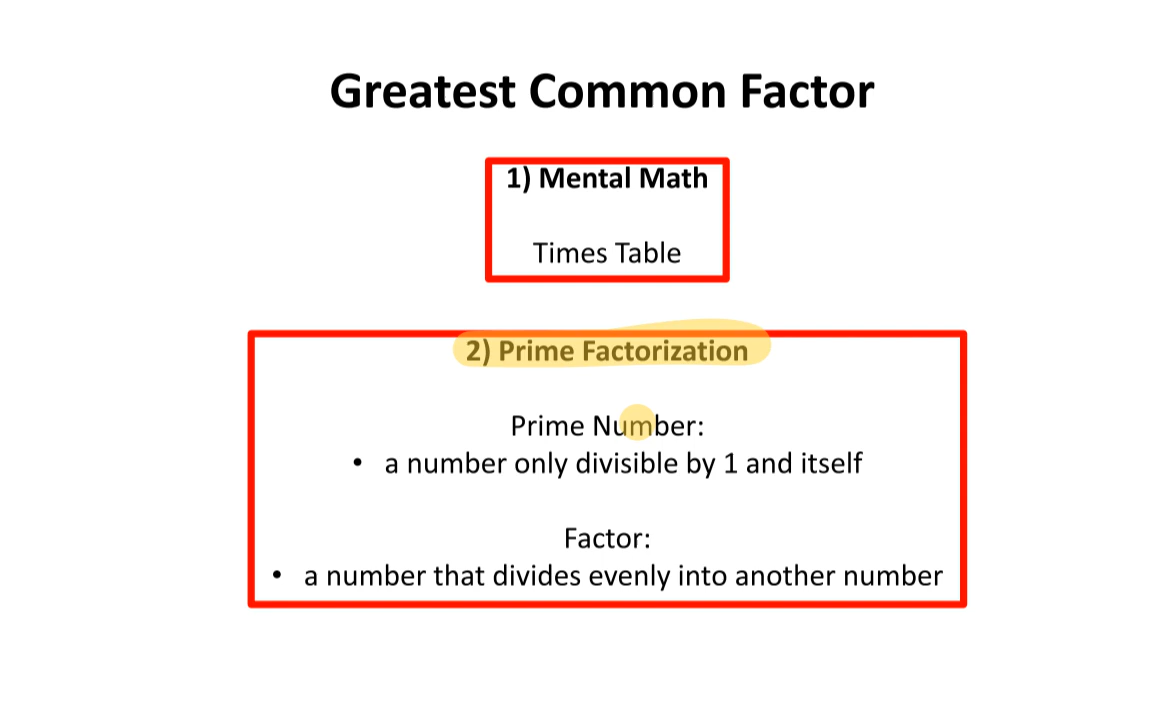 Greatest Common Factor
1) Mental Math
Times Table
2) Prime Factorization
Prime Number:
• a number only divisible by 1 and itself
Factor:
• a number that divides evenly into another number